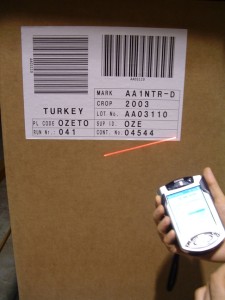 MARK AA1NTR-D
CROP 2003
TURKEY LOT No. AA03110
PL CODE OZETO SUP ID. OZE
RUN Nr. 041 CONT. No 04544